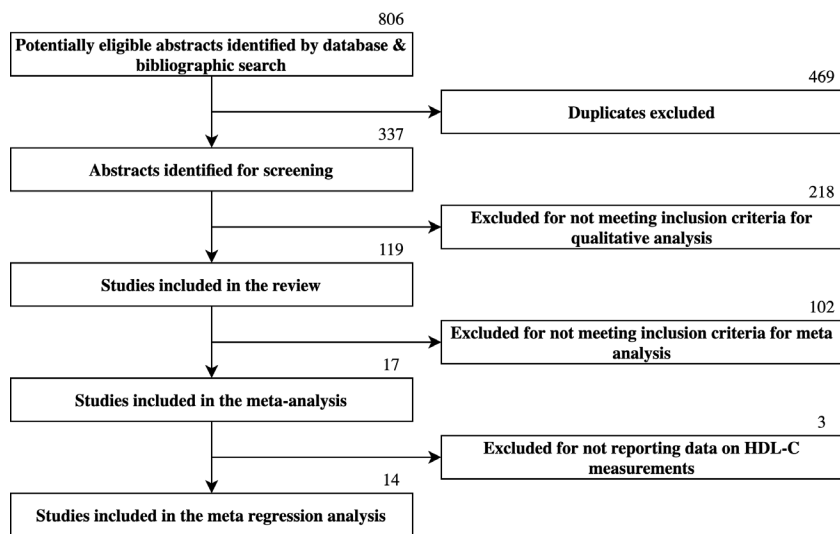 806
Potentially eligible abstracts identified by database &
bibliographic search
469
Duplicates excluded
337
Abstracts identified for screening
218
Excluded for not meeting inclusion criteria for
qualitative analysis
119
Studies included in the review
102
Excluded for not meeting inclusion criteria for meta
analysis
17
Studies included in the meta-analysis
3
Excluded for not reporting data on HDL-C
measurements
14
Studies included in the meta regression analysis